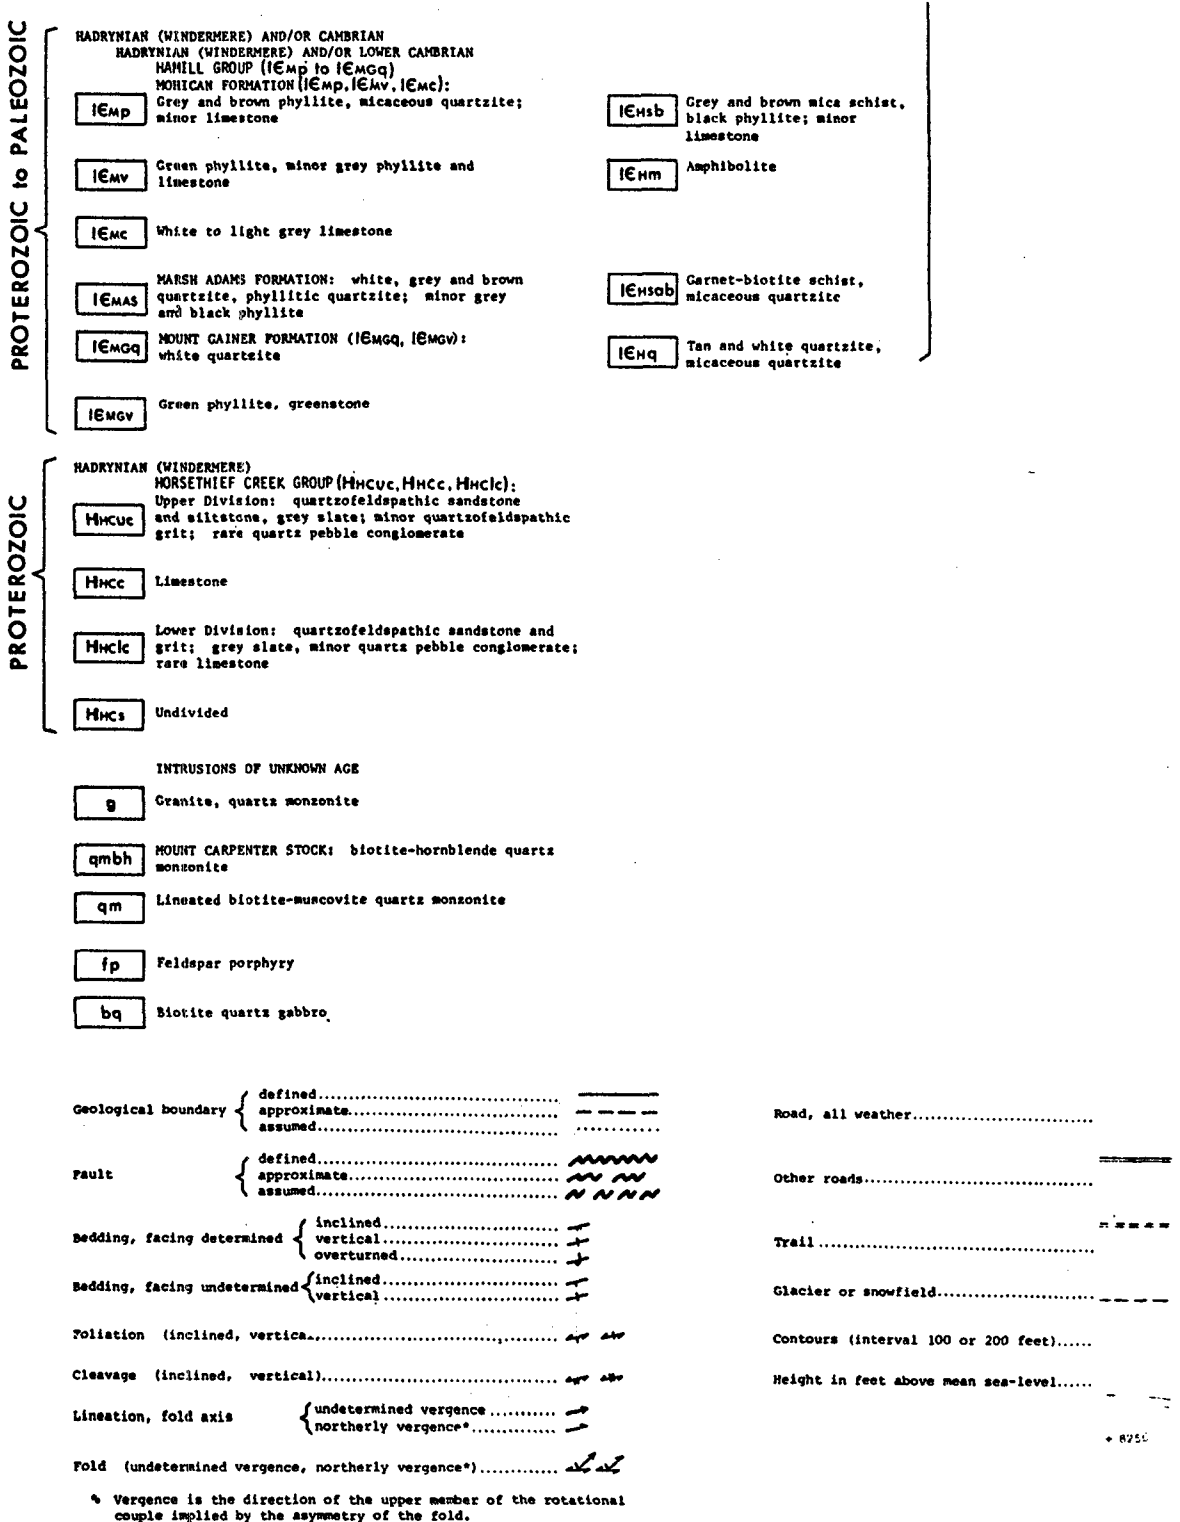 PROTEROZOIC to PALEOZOIC
HADRYNIAN (WINDERMERE) AND/OR CAMBRIAN
HADRYNIAN (WINDERMERE) AND/OR LOWER CAMBRIAN
HAMILL GROUP (lЄMp to lЄMGq)
MOHICAN FORMATION (lЄMp, lЄMv, lЄMc):
lЄMp
Grey and brown phyllite, micaceous quartzite;
minor limestone
lЄMv
Green phyllite, minor grey phyllite and
limestone
lЄMc
White to light grey limestone
lЄMAS
MARSH ADAMS FORMATION: white, grey and brown
quartzite, phyllitic quartzite; minor grey
and black phyllite
lЄMGq
MOUNT GAINER FORMATION (lЄMGq, lЄMGv):
white quartzite
lЄMGv
Green phyllite, greenstone
lЄHsb
Grey and brown mica schist,
black phyllite; minor
limestone
lЄHm
Amphibolite
lЄHsab
Garnet-biotite schist,
micaceous quartzite
lЄHq
Tan and white quartzite,
micaceous quartzite
PROTEROZOIC
HADRYNIAN (WINDERMERE)
HORSETHIEF CREEK GROUP (HHCuc, HHCc, HHClc):
HHCuc
Upper Division: quartzofeldspathic sandstone
and siltstone, grey slate; minor quartzofeldspathic
grit; rare quartz pebble conglomerate
HHCc
Limestone
HHClc
Lower Division: quartzofeldspathic sandstone and
grit; grey slate, minor quartz pebble conglomerate;
rare limestone
HHCs
Undivided
INTRUSIONS OF UNKNOWN AGE
g
Granite, quartz monzonite
qmbh
MOUNT CARPENTER STOCK: biotite-hornblende quartz
monzonite
qm
Lineated biotite-muscovite quartz monzonite
fp
Feldspar porphyry
bq
Biotite quartz gabbro
Geological boundary
defined
approximate
assumed
Fault
defined
approximate
assumed
Bedding, facing determined
inclined
vertical
overturned
Bedding, facing undetermined
inclined
vertical
Foliation (inclined, vertica
Cleavage (inclined, vertical)
Lineation, fold axis
undetermined vergence
northerly vergence*
Fold (undetermined vergence, northerly vergence*)
* Vergence is the direction of the upper member of the rotational
couple implied by the asymmetry of the fold.
Road, all weather
Other roads
Trail
Glacier or snowfield
Contours (interval 100 or 200 feet)
Height in feet above mean sea-level